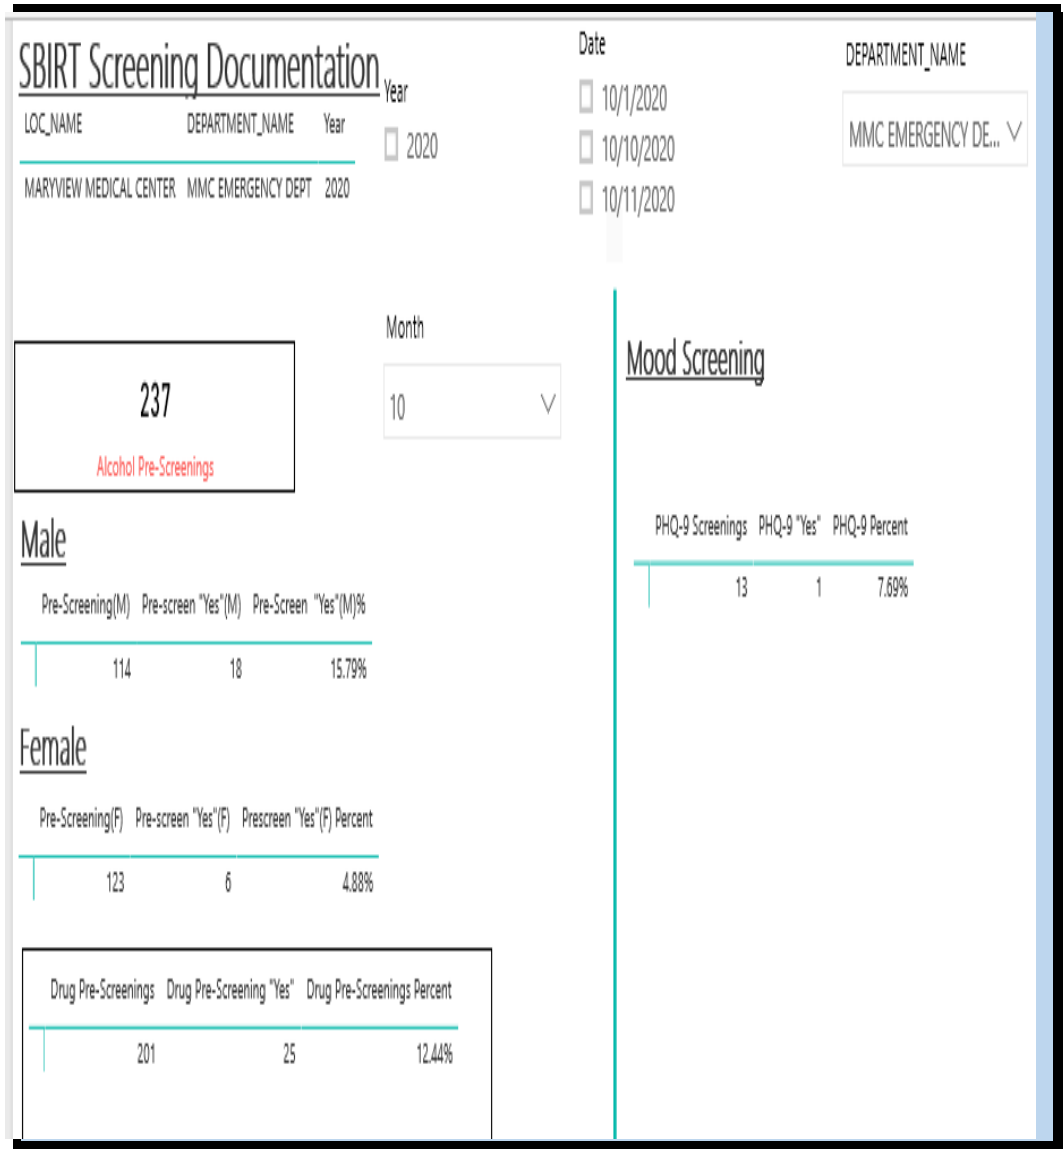 SBIRT Screening Documentation
LOC_NAME DEPARTMENT_NAME Year
MARYVIEW MEDICAL CENTER MMC EMERGENCY DEPT 2020
Year
2020
Date
10/1/2020
10/10/2020
10/11/2020
DEPARTMENT_NAME
MMC EMERGENCY DE...
Month
10
237
Alcohol Pre-Screenings
Male
Pre-Screening(M) Pre-screen "Yes"(M) Pre-Screen "Yes"(M)%
114 18 15.79%
Female
Pre-Screening(F) Pre-screen "Yes"(F) Prescreen "Yes"(F) Percent
123 6 4.88%
Drug Pre-Screenings Drug Pre-Screening "Yes" Drug Pre-Screenings Percent
201 25 12.44%
Mood Screening
PHQ-9 Screenings PHQ-9 "Yes" PHQ-9 Percent
13 1 7.69%